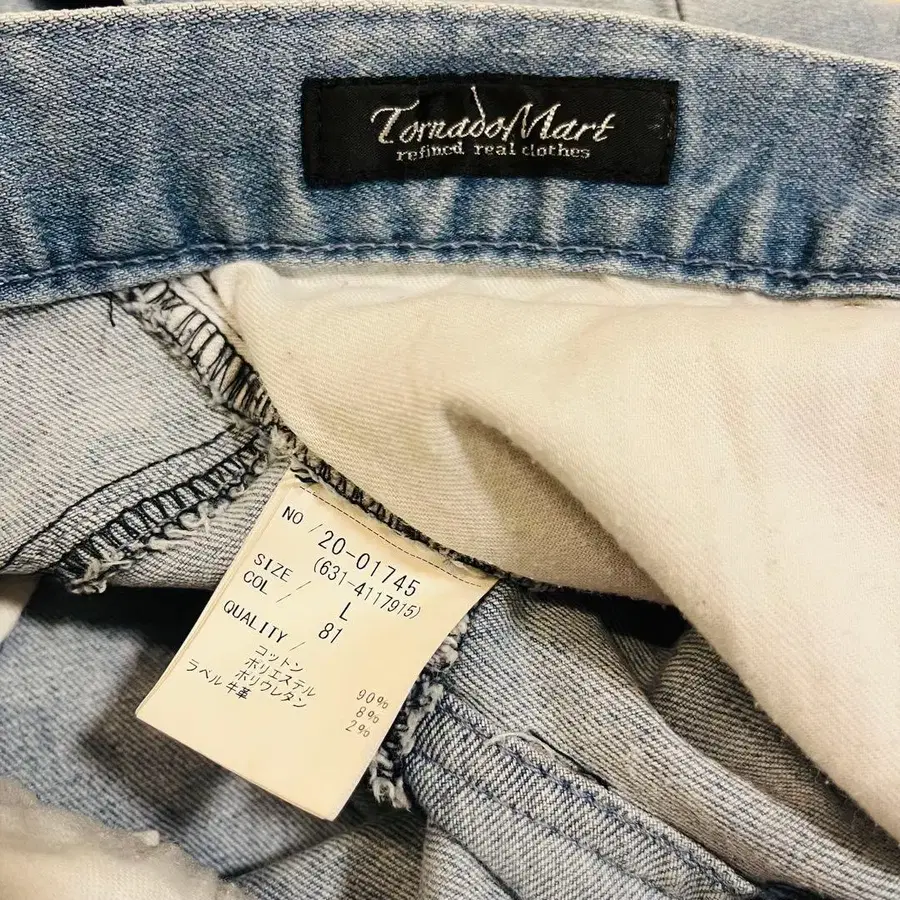 TornadoMart
refined real clothes
NO / 20-01745
(631-4117915)
SIZE / L
COL / 81
QUALITY /
コットン 90%
ポリエステル 8%
ポリウレタン 2%
ラベル牛革